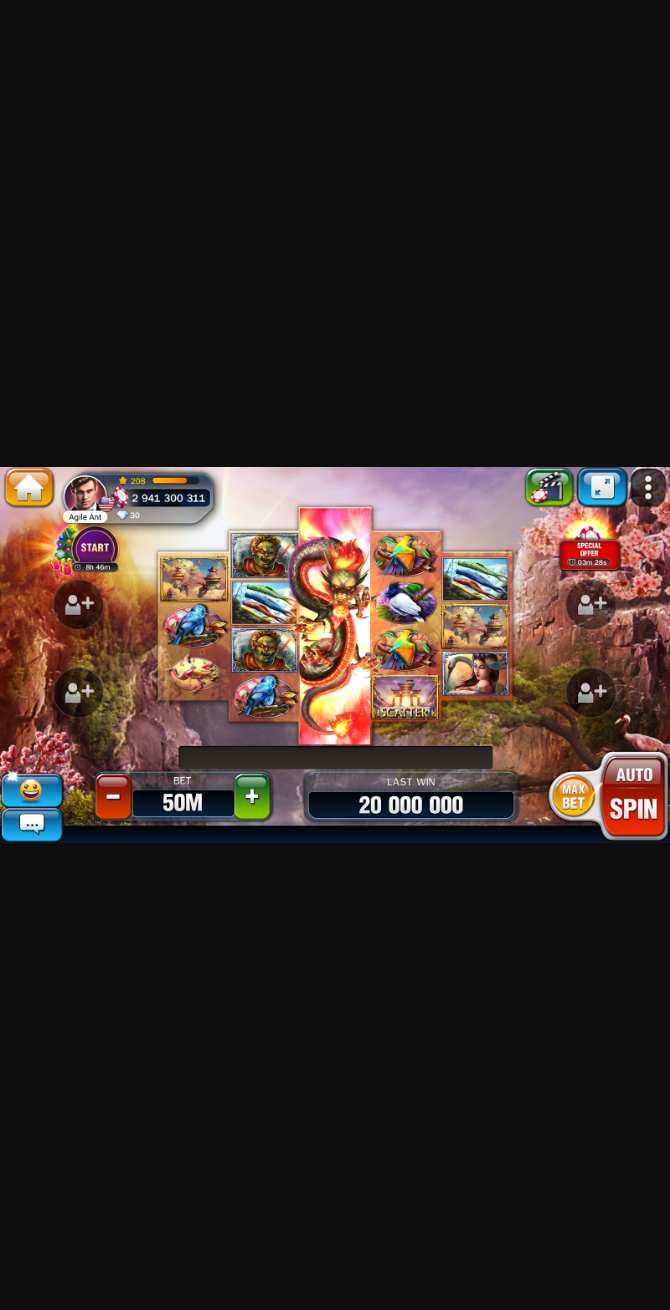 208
2 941 300 311
Agile Ant
30
START
8h 46m
SPECIAL
OFFER
03m 28s
SCATTER
BET
50M
LAST WIN
20 000 000
MAX
BET
AUTO
SPIN